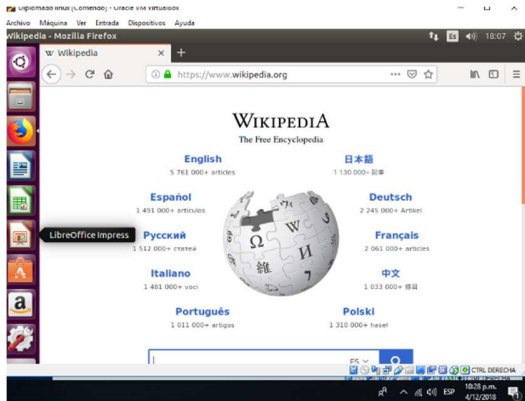 Diplomado linux [Corriendo] - Oracle VM VirtualBox
Archivo Máquina Ver Entrada Dispositivos Ayuda
Wikipedia - Mozilla Firefox
Es 18:07
W Wikipedia × +
https://www.wikipedia.org
WIKIPEDIA
The Free Encyclopedia
English 日本語
5 761 000+ articles 1 130 000+ 記事
Español Deutsch
1 491 000+ artículos 2 245 000+ Artikel
LibreOffice Impress
Русский Français
1 512 000+ статей 2 061 000+ articles
Italiano 中文
1 481 000+ voci 1 033 000+ 條目
Português Polski
1 011 000+ artigos 1 310 000+ haseł
Ω W И 維
ES
CTRL DERECHA
ESP
10:28 p.m.
4/12/2018